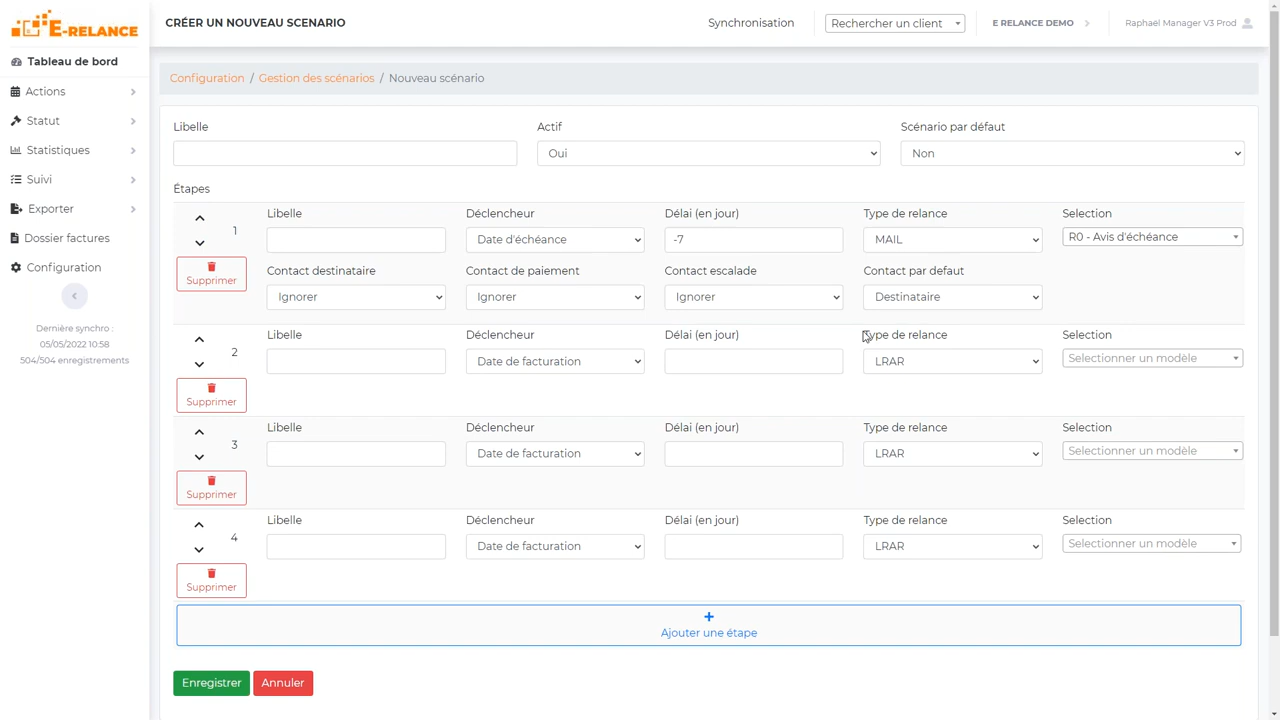 E-RELANCE
CRÉER UN NOUVEAU SCENARIO
Synchronisation
Rechercher un client
E RELANCE DEMO
Raphaël Manager V3 Prod
Tableau de bord
Actions
Statut
Statistiques
Suivi
Exporter
Dossier factures
Configuration
Dernière synchro :
05/05/2022 10:58
504/504 enregistrements
Configuration / Gestion des scénarios / Nouveau scénario
Libelle Actif Scénario par défaut
Oui Non
Étapes
Libelle Déclencheur Délai (en jour) Type de relance Selection
1 Date d'échéance -7 MAIL R0 - Avis d'échéance
Supprimer
Contact destinataire Contact de paiement Contact escalade Contact par defaut
Ignorer Ignorer Ignorer Destinataire
Libelle Déclencheur Délai (en jour) Type de relance Selection
2 Date de facturation LRAR Selectionner un modèle
Supprimer
Libelle Déclencheur Délai (en jour) Type de relance Selection
3 Date de facturation LRAR Selectionner un modèle
Supprimer
Libelle Déclencheur Délai (en jour) Type de relance Selection
4 Date de facturation LRAR Selectionner un modèle
Supprimer
+
Ajouter une étape
Enregistrer Annuler